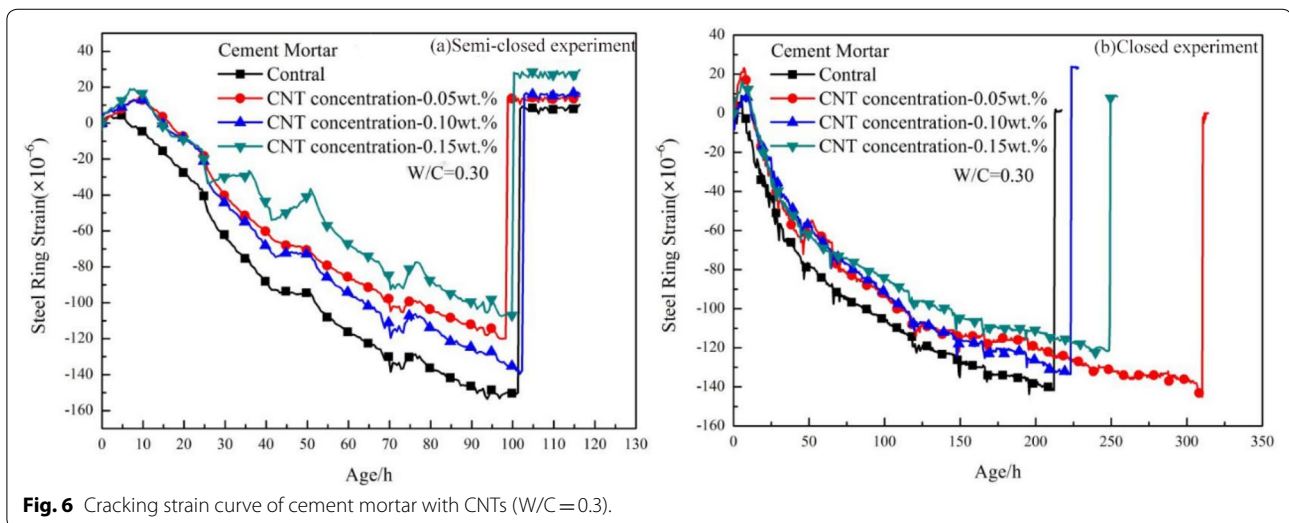 (a)Semi-closed experiment
Cement Mortar
Contral
CNT concentration-0.05wt.%
CNT concentration-0.10wt.%
CNT concentration-0.15wt.%
W/C=0.30
Steel Ring Strain(×10⁻⁶)
40
20
0
-20
-40
-60
-80
-100
-120
-140
-160
0 10 20 30 40 50 60 70 80 90 100 110 120 130
Age/h
(b)Closed experiment
Cement Mortar
Contral
CNT concentration-0.05wt.%
CNT concentration-0.10wt.%
CNT concentration-0.15wt.%
W/C=0.30
Steel Ring Strain(×10⁻⁶)
40
20
0
-20
-40
-60
-80
-100
-120
-140
-160
0 50 100 150 200 250 300 350
Age/h
Fig. 6 Cracking strain curve of cement mortar with CNTs (W/C = 0.3).